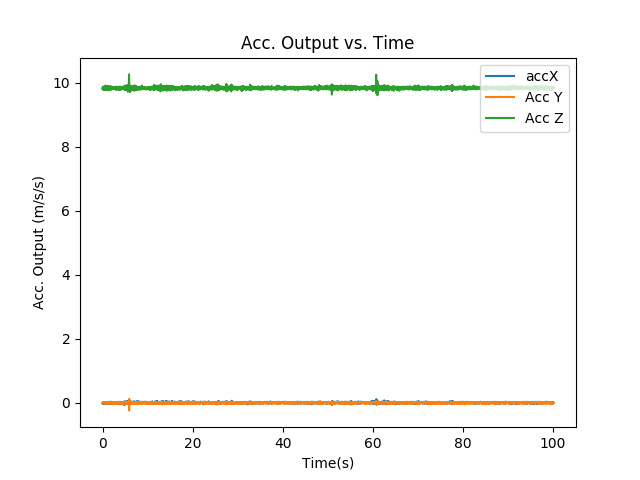 Acc. Output vs. Time
accX
Acc Y
Acc Z
10
8
6
4
2
0
Acc. Output (m/s/s)
0 20 40 60 80 100
Time(s)